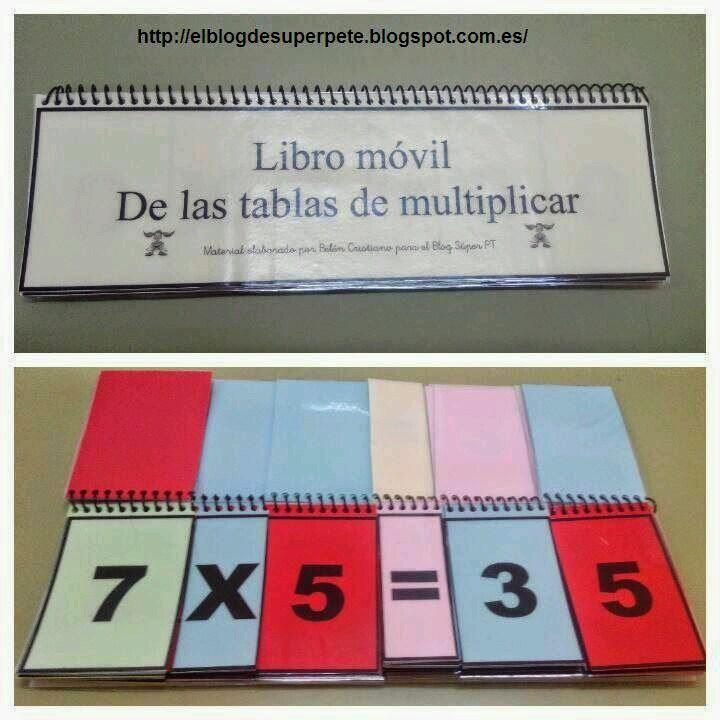 http://elblogdesuperpete.blogspot.com.es/
Libro móvil
De las tablas de multiplicar
Material elaborado por Belén Cristiano para el Blog Súper PT
7 X 5 = 3 5